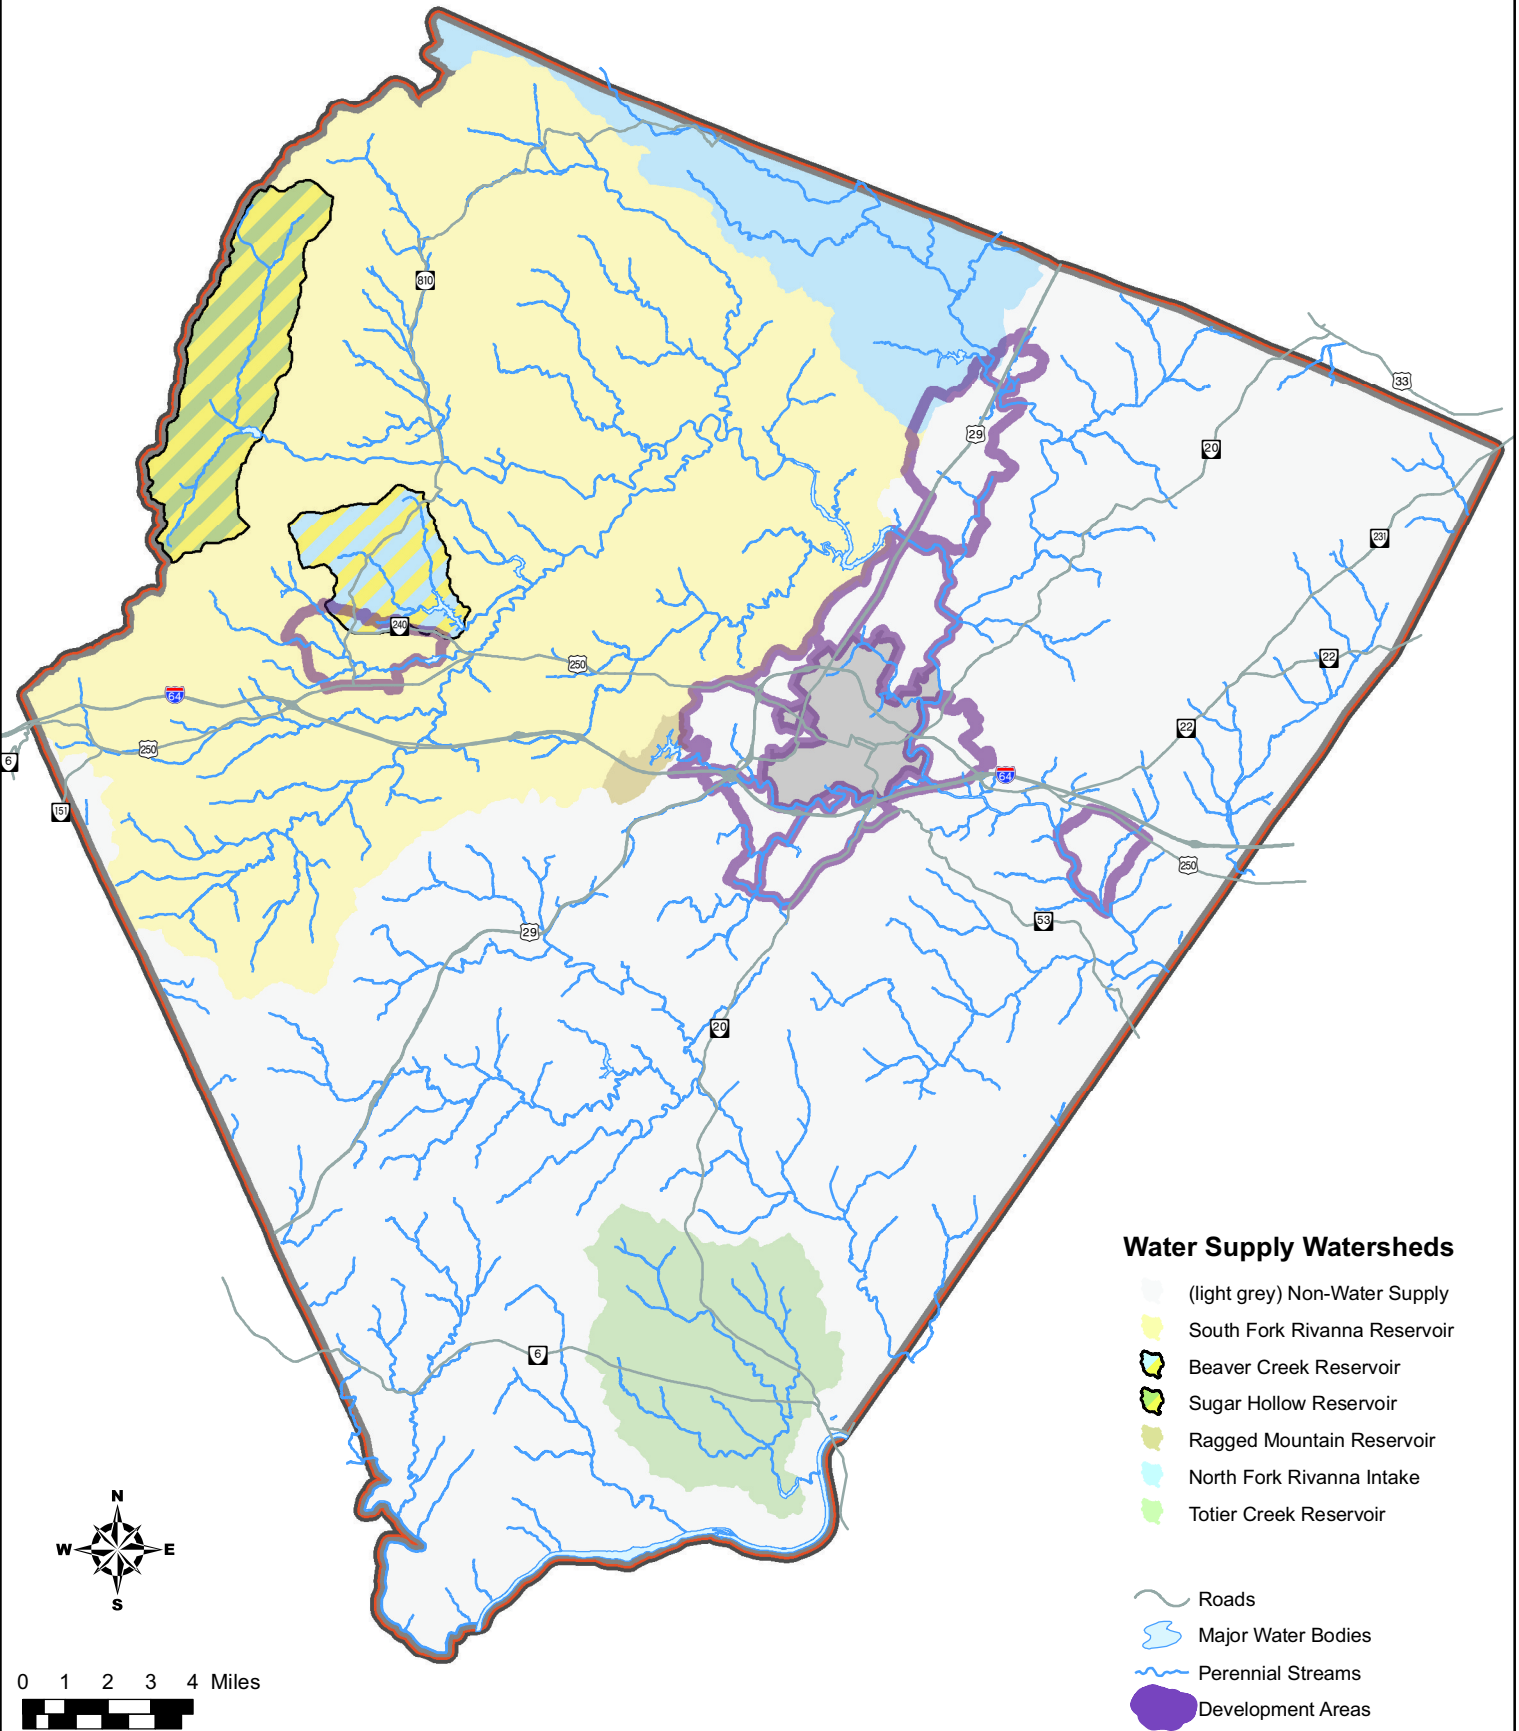 810
33
29
20
231
240
250
22
64
22
250
6
64
151
250
53
29
20
Water Supply Watersheds
(light grey) Non-Water Supply
South Fork Rivanna Reservoir
6
Beaver Creek Reservoir
Sugar Hollow Reservoir
Ragged Mountain Reservoir
North Fork Rivanna Intake
Totier Creek Reservoir
N
W E
S
Roads
Major Water Bodies
Perennial Streams
0 1 2 3 4 Miles
Development Areas